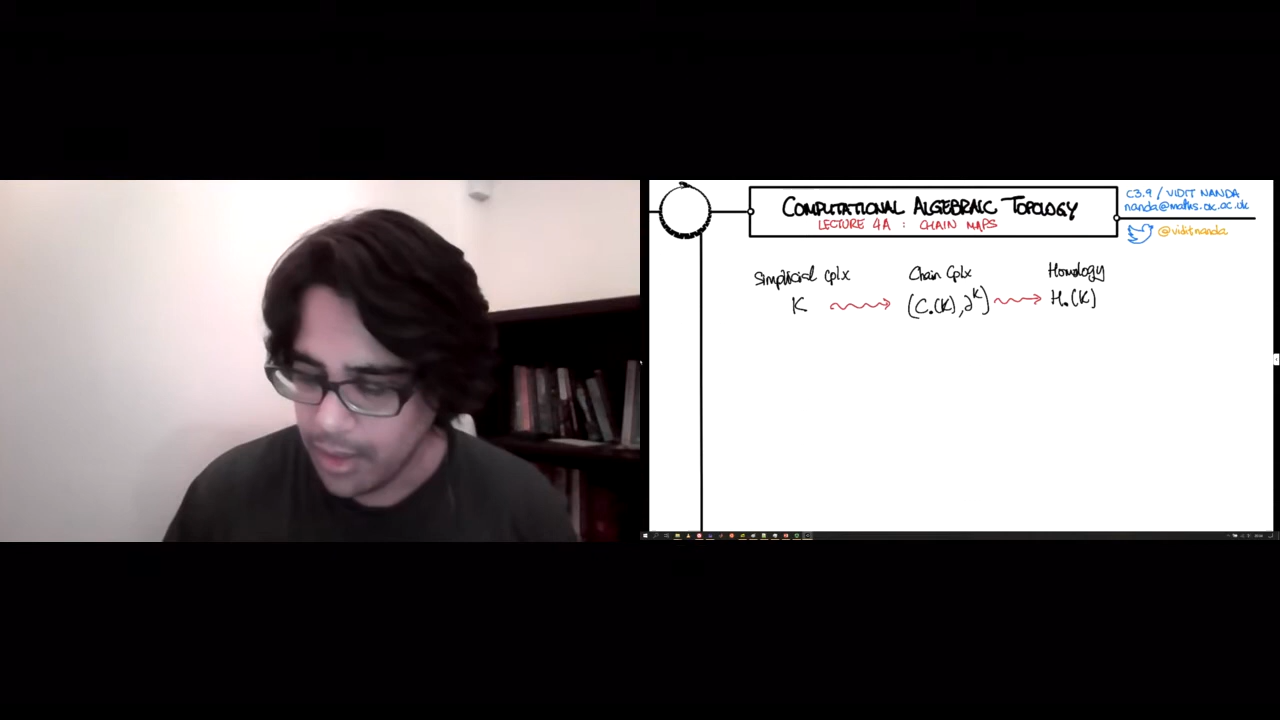 COMPUTATIONAL ALGEBRAIC TOPOLOGY
LECTURE 4A : CHAIN MAPS
C3.9 / VIDIT NANDA
nanda@maths.ox.ac.uk
@viditnanda
Simplicial Cplx Chain Cplx Homology
K (C•(K), ∂ᴷ) H•(K)